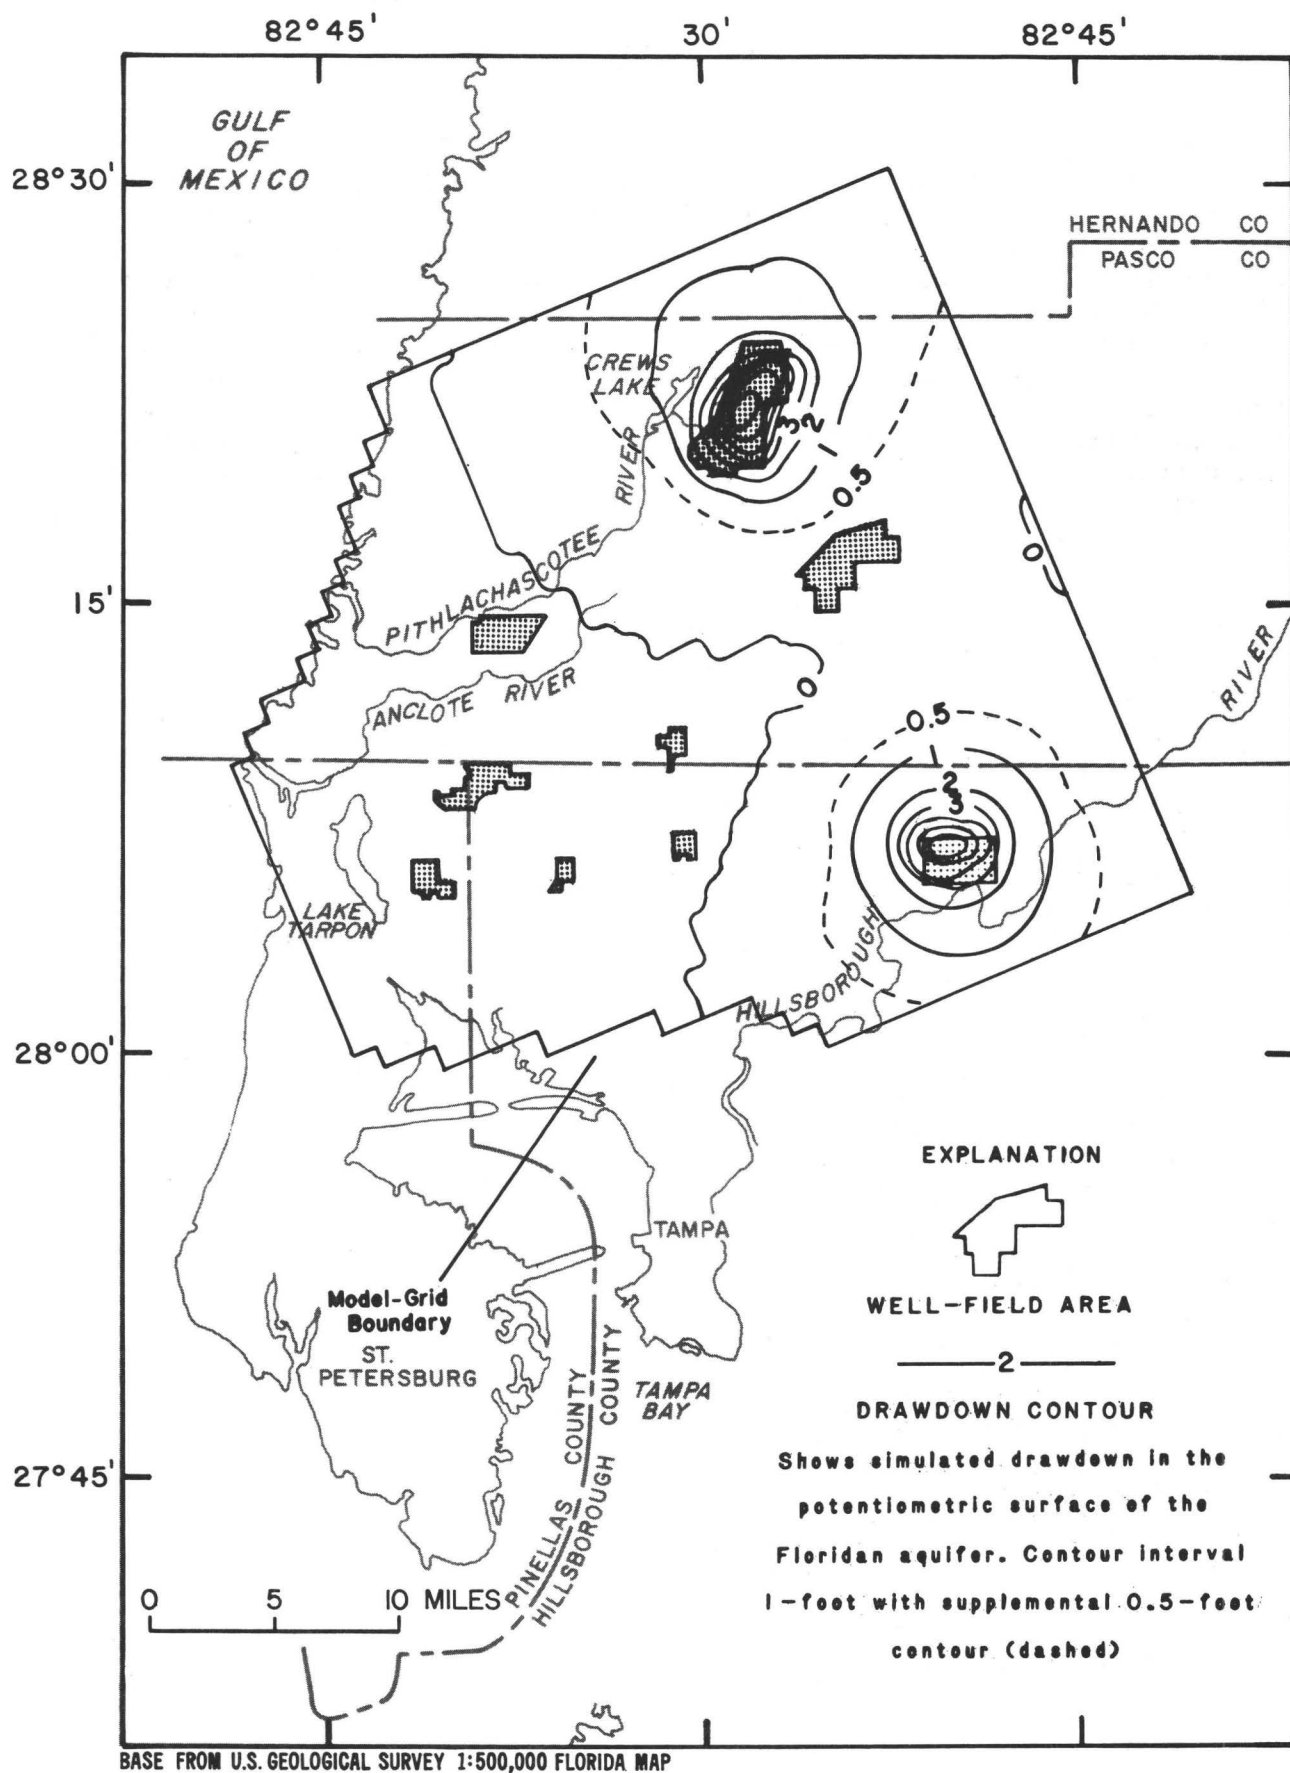 82°45'
30'
82°45'
GULF
OF
MEXICO
28°30'
HERNANDO CO
PASCO CO
CREWS
LAKE
3
2
1
0.5
0
RIVER
PITHLACHASCOTEE
15'
ANCLOTE RIVER
0
RIVER
0.5
1
2
3
LAKE
TARPON
HILLSBOROUGH
28°00'
EXPLANATION
TAMPA
WELL-FIELD AREA
Model-Grid
Boundary
ST.
PETERSBURG
2
TAMPA
BAY
DRAWDOWN CONTOUR
27°45'
Shows simulated drawdown in the
potentiometric surface of the
Floridan aquifer. Contour interval
1-foot with supplemental 0.5-feet
contour (dashed)
PINELLAS COUNTY
HILLSBOROUGH COUNTY
0 5 10 MILES
BASE FROM U.S. GEOLOGICAL SURVEY 1:500,000 FLORIDA MAP